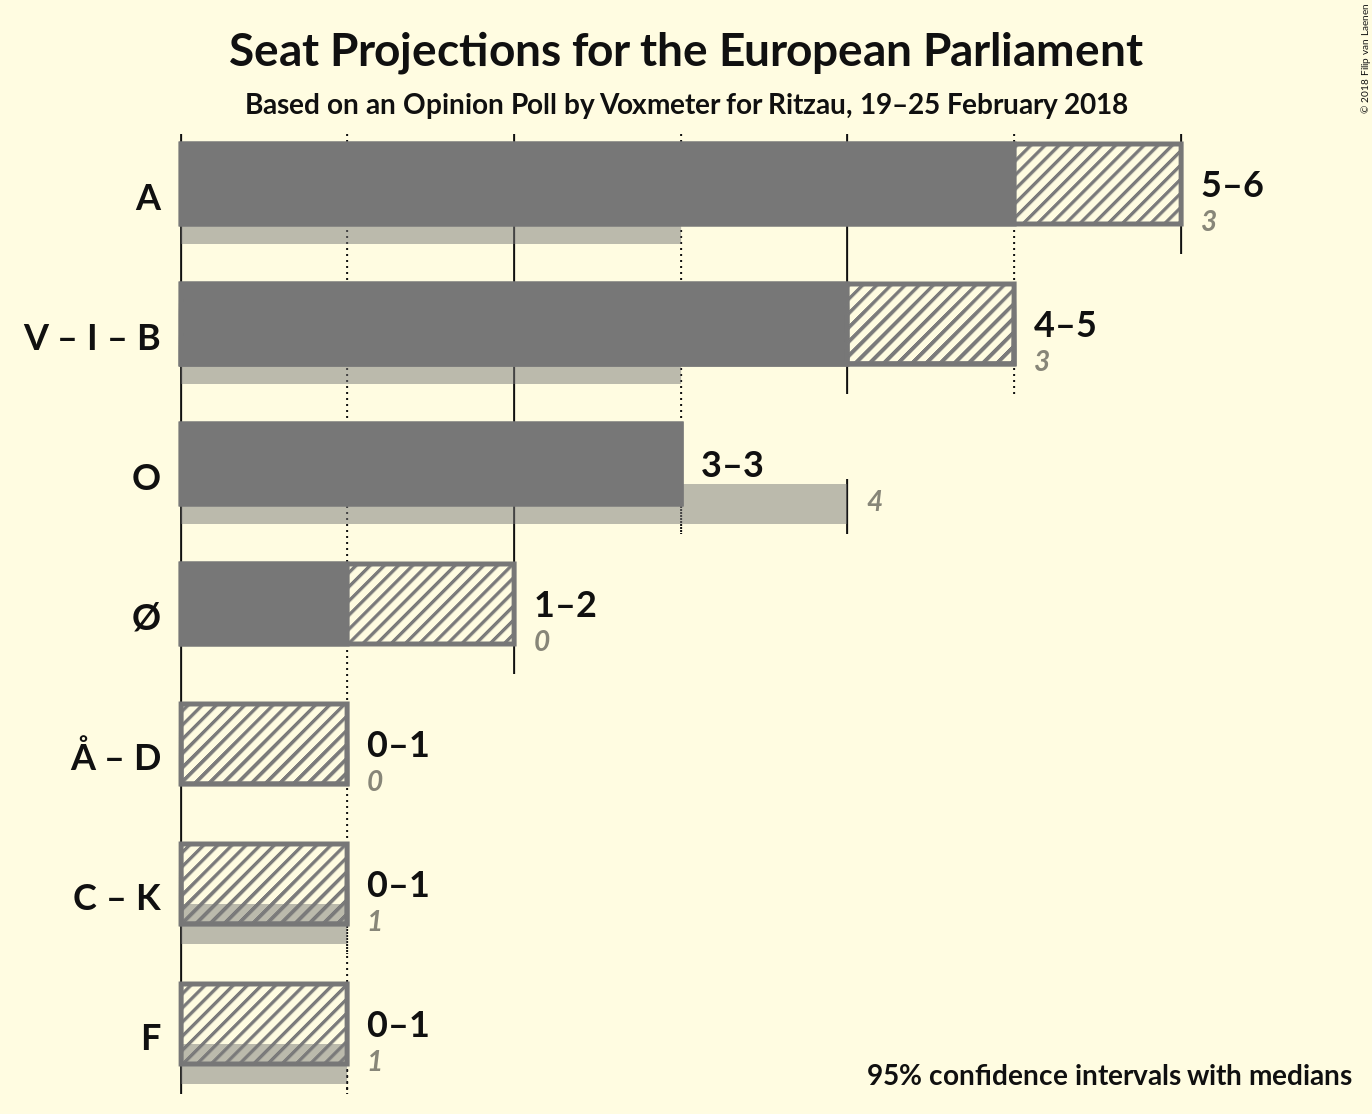 Seat Projections for the European Parliament
Based on an Opinion Poll by Voxmeter for Ritzau, 19–25 February 2018
© 2018 Filip van Laenen
A
5–6
3
V – I – B
4–5
3
O
3–3
4
Ø
1–2
0
Å – D
0–1
0
C – K
0–1
1
F
0–1
1
95% confidence intervals with medians